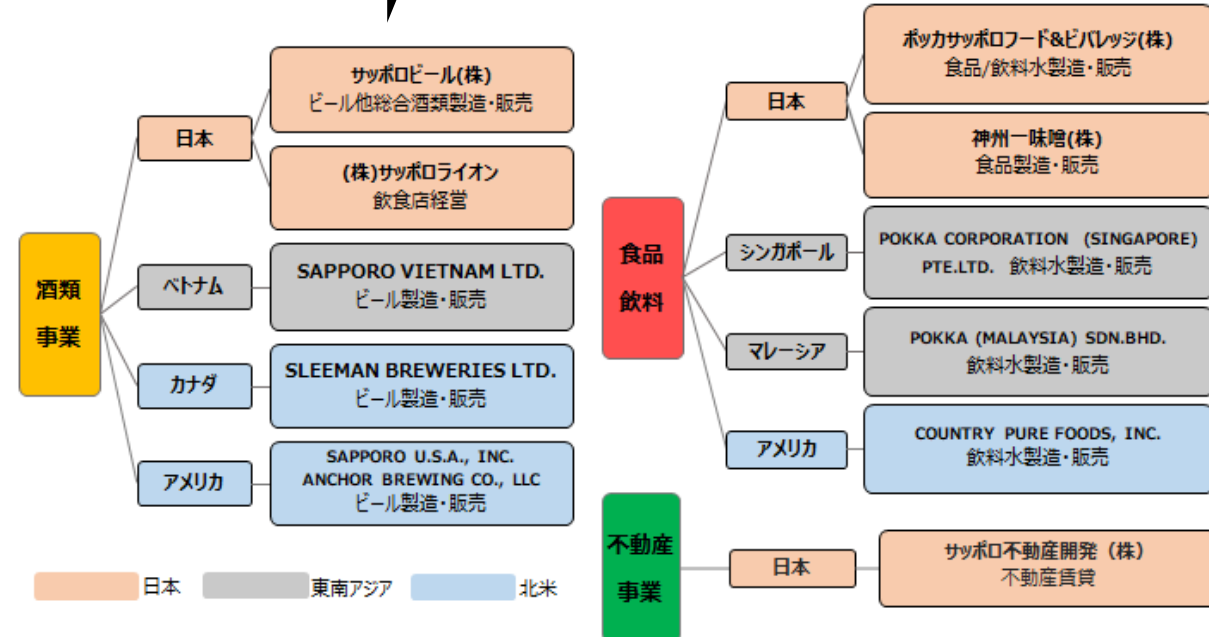 酒類
事業
日本
サッポロビール(株)
ビール他総合酒類製造・販売
(株)サッポロライオン
飲食店経営
ベトナム
SAPPORO VIETNAM LTD.
ビール製造・販売
カナダ
SLEEMAN BREWERIES LTD.
ビール製造・販売
アメリカ
SAPPORO U.S.A., INC.
ANCHOR BREWING CO., LLC
ビール製造・販売
日本
東南アジア
北米
食品
飲料
日本
ポッカサッポロフード&ビバレッジ(株)
食品/飲料水製造・販売
神州一味噌(株)
食品製造・販売
シンガポール
POKKA CORPORATION (SINGAPORE)
PTE.LTD. 飲料水製造・販売
マレーシア
POKKA (MALAYSIA) SDN.BHD.
飲料水製造・販売
アメリカ
COUNTRY PURE FOODS, INC.
飲料水製造・販売
不動産
事業
日本
サッポロ不動産開発（株）
不動産賃貸